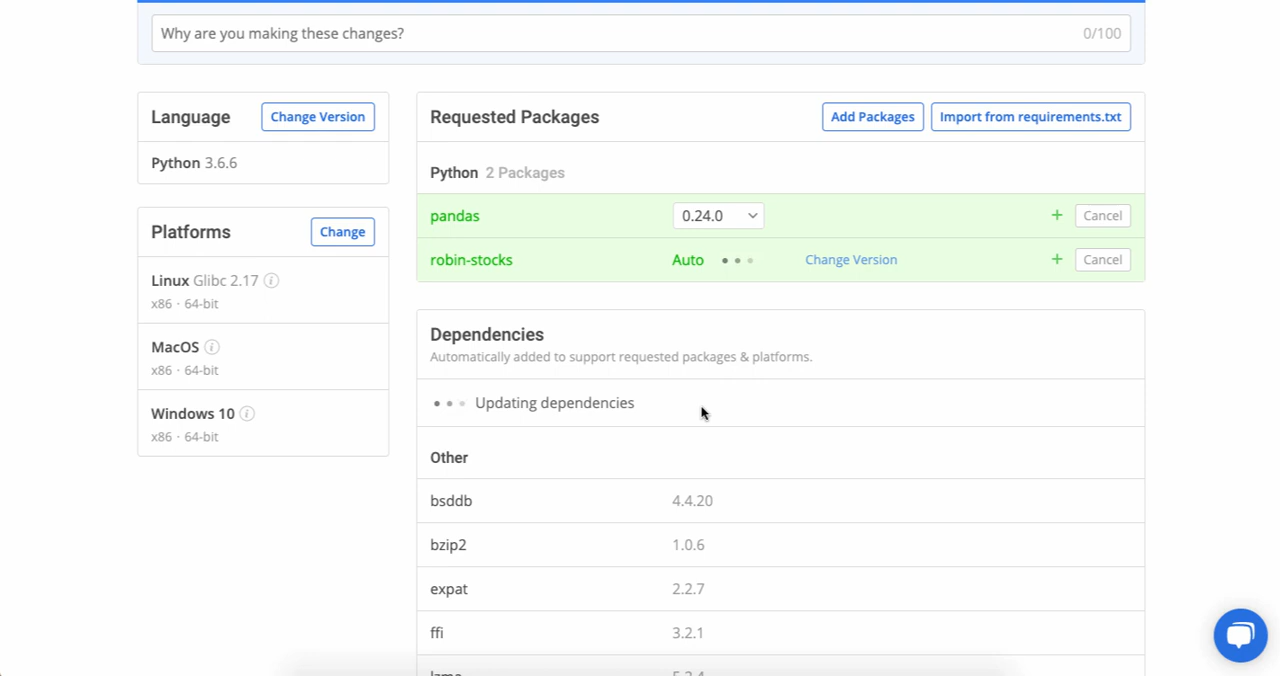 Why are you making these changes? 0/100
Language Change Version
Python 3.6.6
Platforms Change
Linux Glibc 2.17
x86 · 64-bit
MacOS
x86 · 64-bit
Windows 10
x86 · 64-bit
Requested Packages Add Packages Import from requirements.txt
Python 2 Packages
pandas 0.24.0 + Cancel
robin-stocks Auto Change Version + Cancel
Dependencies
Automatically added to support requested packages & platforms.
Updating dependencies
Other
bsddb 4.4.20
bzip2 1.0.6
expat 2.2.7
ffi 3.2.1